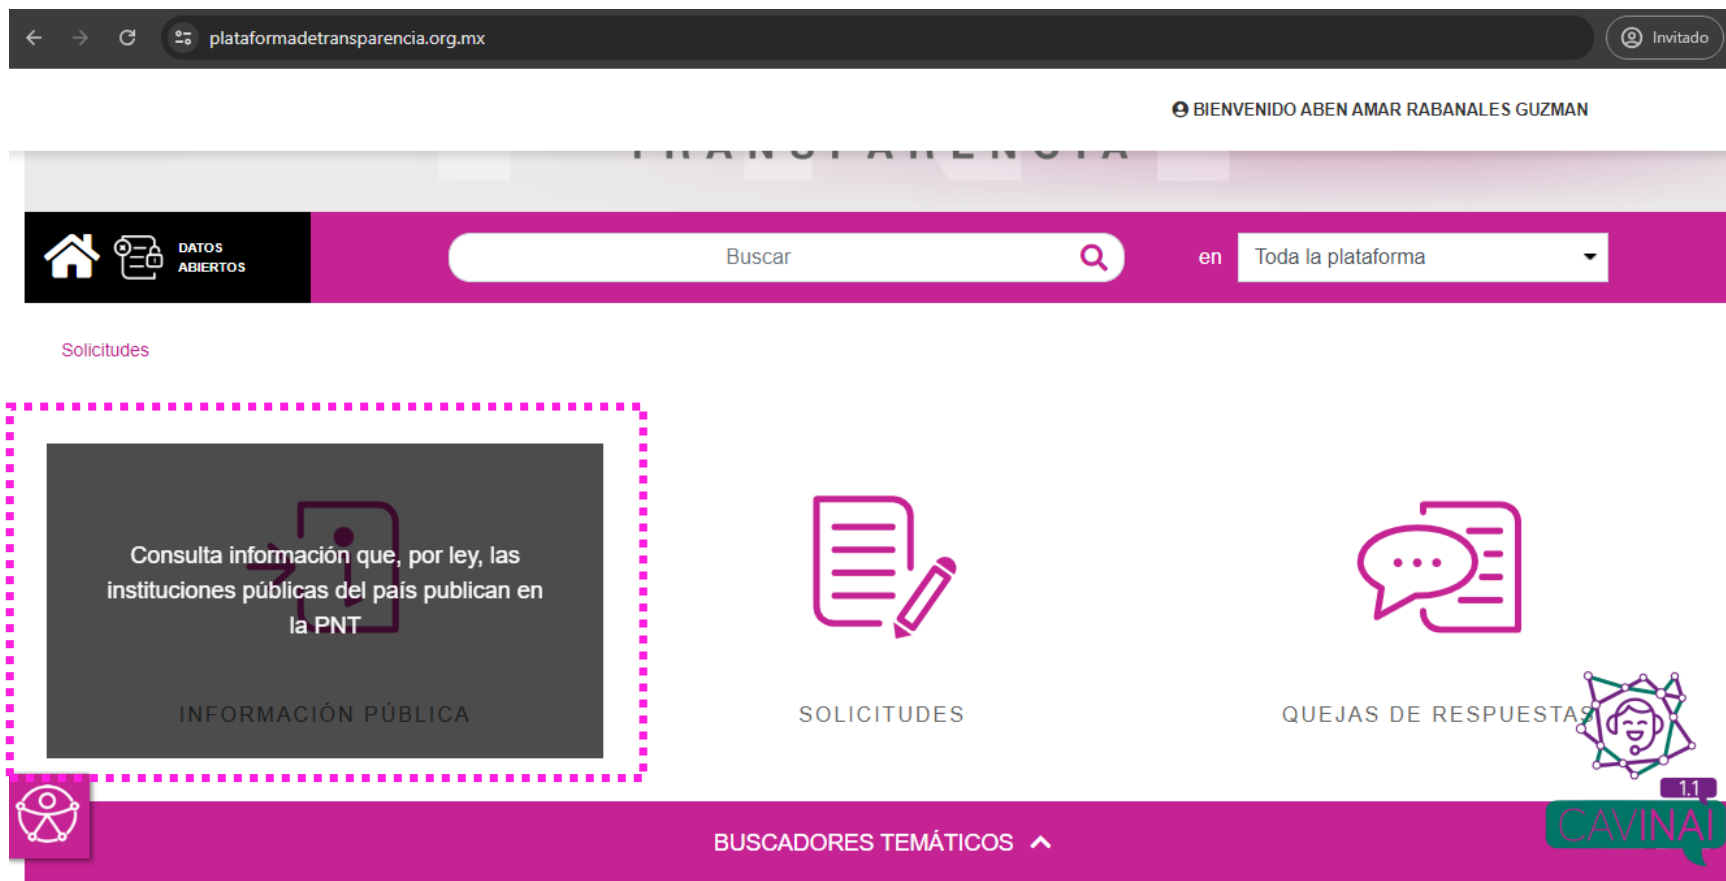 plataformadetransparencia.org.mx
Invitado
BIENVENIDO ABEN AMAR RABANALES GUZMAN
TRANSPARENCIA
DATOS
ABIERTOS
Buscar
en
Toda la plataforma
Solicitudes
Consulta información que, por ley, las
instituciones públicas del país publican en
la PNT
INFORMACIÓN PÚBLICA
SOLICITUDES
QUEJAS DE RESPUESTAS
1.1
CAVINAI
BUSCADORES TEMÁTICOS